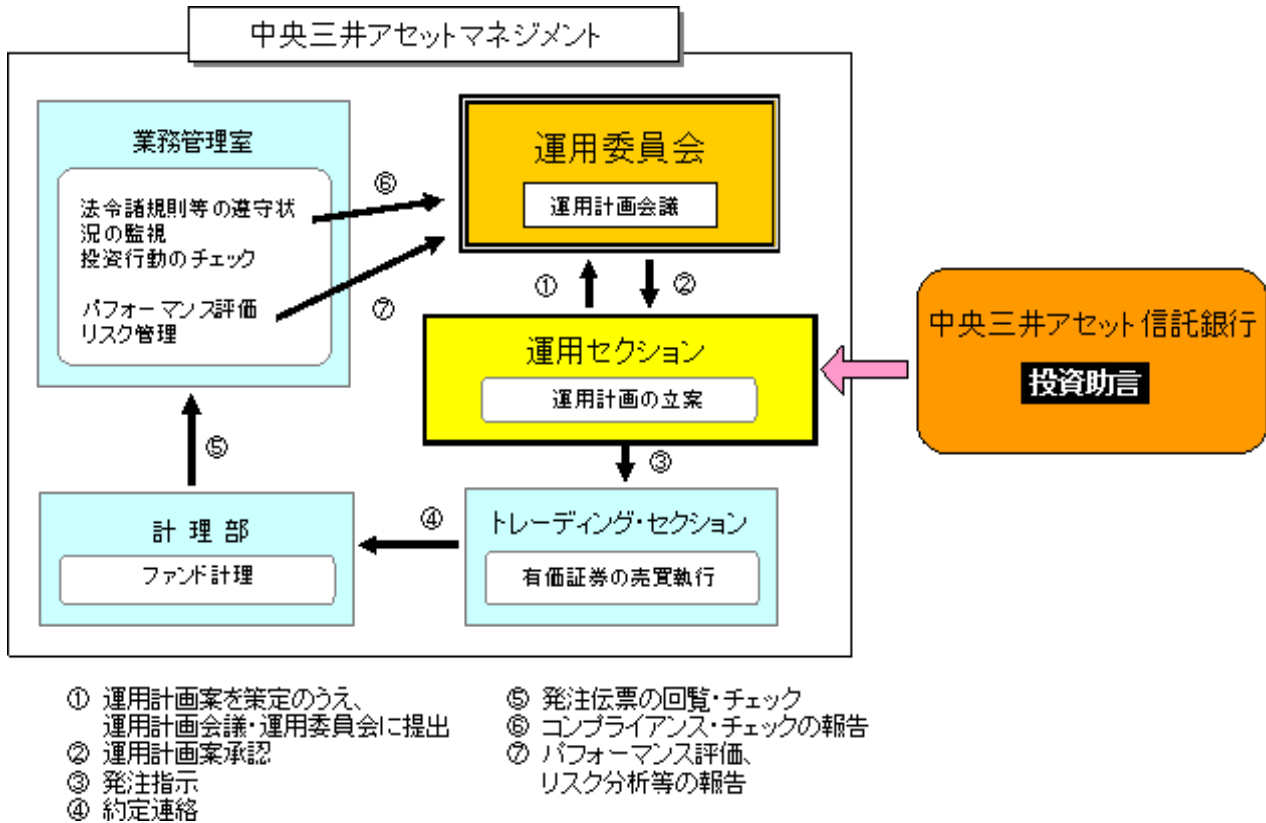 中央三井アセットマネジメント
業務管理室
法令諸規則等の遵守状
況の監視
投資行動のチェック
パフォーマンス評価
リスク管理
⑥
⑦
運用委員会
運用計画会議
①
②
運用セクション
運用計画の立案
中央三井アセット信託銀行
投資助言
③
⑤
計理部
ファンド計理
④
トレーディング・セクション
有価証券の売買執行
① 運用計画案を策定のうえ、
運用計画会議・運用委員会に提出
② 運用計画案承認
③ 発注指示
④ 約定連絡
⑤ 発注伝票の回覧・チェック
⑥ コンプライアンス・チェックの報告
⑦ パフォーマンス評価、
リスク分析等の報告